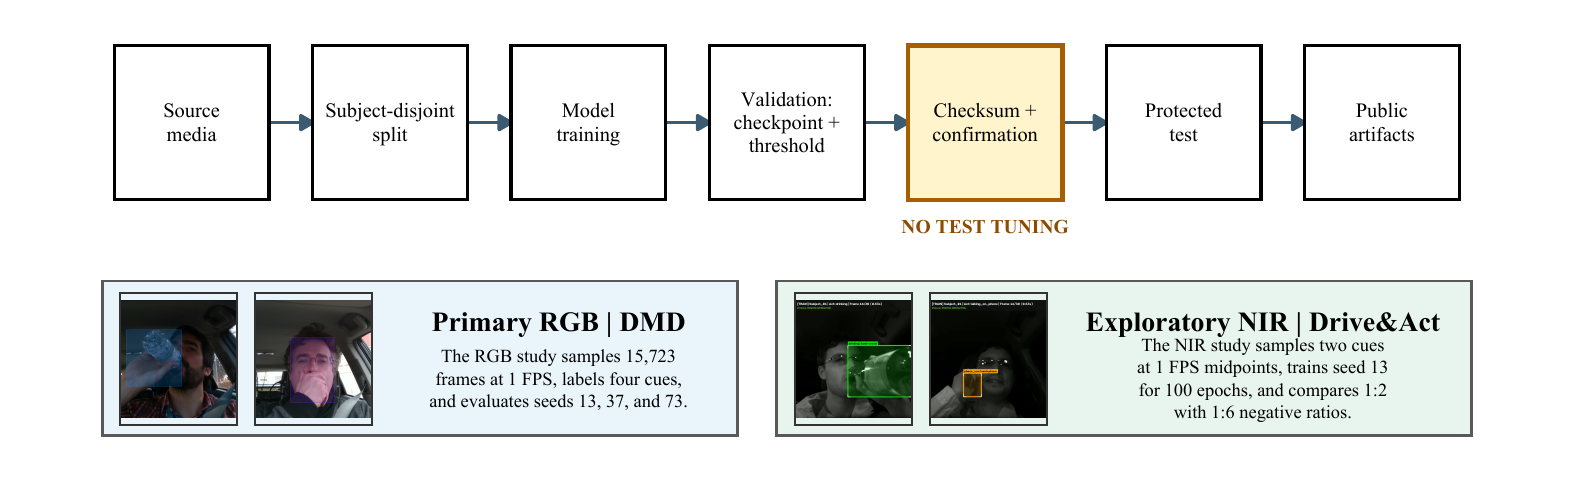 Source
media
Subject-disjoint
split
Model
training
Validation:
checkpoint +
threshold
Checksum +
confirmation
Protected
test
Public
artifacts
NO TEST TUNING
Primary RGB | DMD
The RGB study samples 15,723
frames at 1 FPS, labels four cues,
and evaluates seeds 13, 37, and 73.
Exploratory NIR | Drive&Act
The NIR study samples two cues
at 1 FPS midpoints, trains seed 13
for 100 epochs, and compares 1:2
with 1:6 negative ratios.